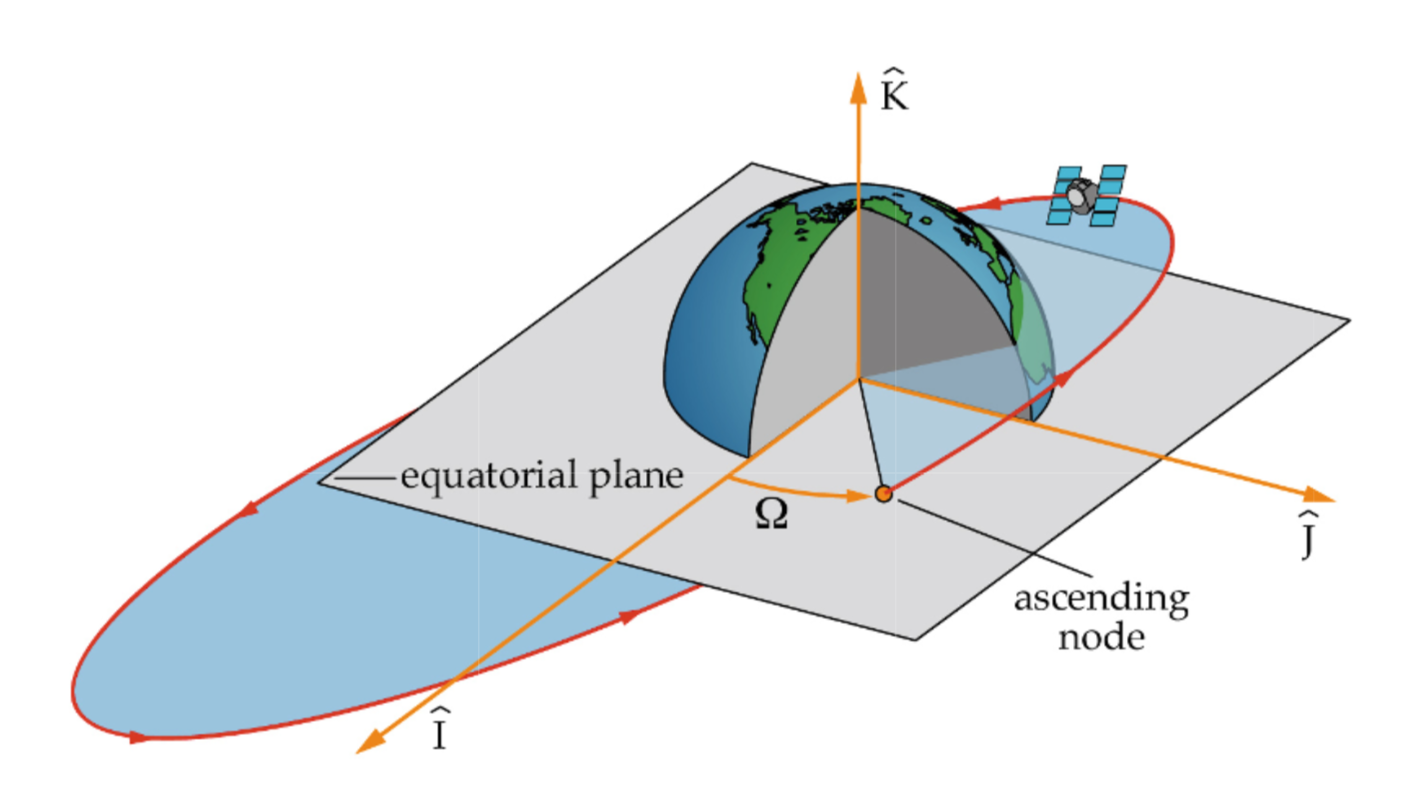 K̂
equatorial plane
Ω
Ĵ
ascending
node
Î